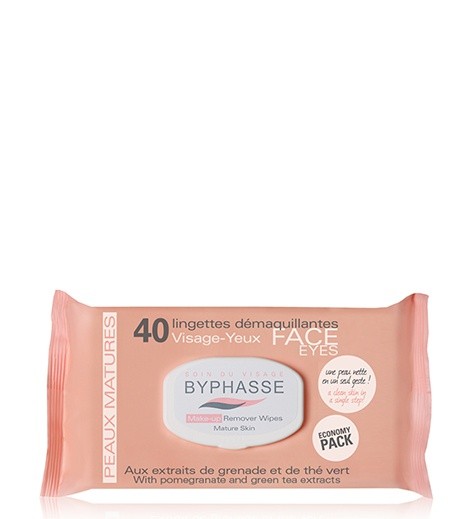 PEAUX MATURES
40 lingettes démaquillantes
Visage-Yeux FACE
EYES
SOIN DU VISAGE
BYPHASSE
Make-up Remover Wipes
Mature Skin
une peau nette
en un seul geste !
a clean skin in
a single step!
ECONOMY
PACK
Aux extraits de grenade et de thé vert
With pomegranate and green tea extracts